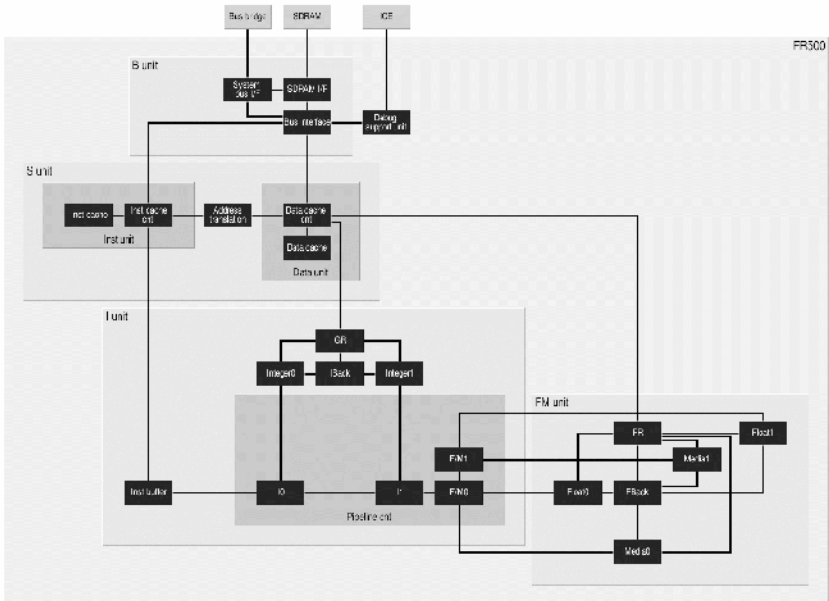 Bus bridge
SDRAM
ICE
FR500
B unit
System
bus I/F
SDRAM I/F
Bus interface
Debug
support unit
S unit
Inst cache
Inst cache
cnt
Address
translation
Data cache
cnt
Inst unit
Data cache
Data unit
I unit
GR
Integer0
IBack
Integer1
FM unit
FR
Float1
F/M1
Media1
Inst buffer
I0
I1
F/M0
Float0
FBack
Pipeline cnt
Media0